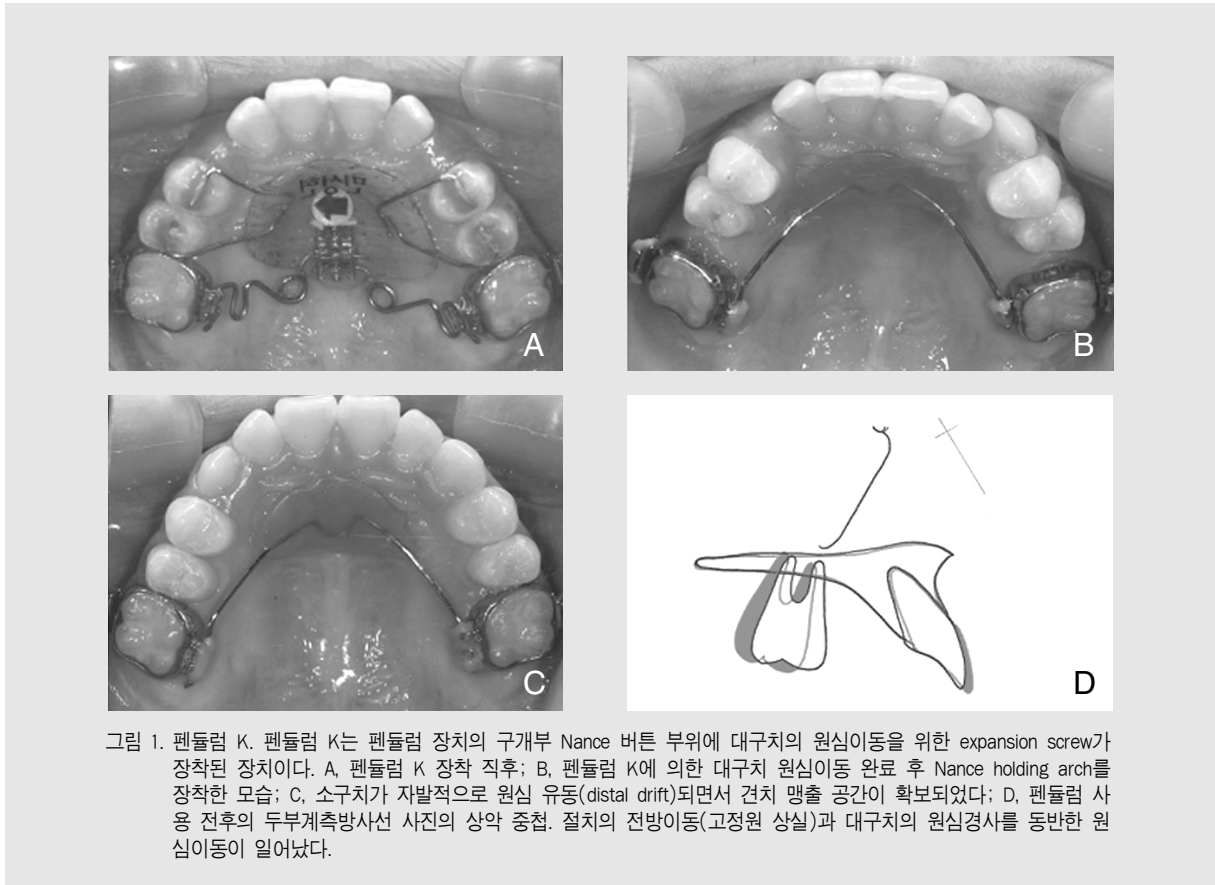 A
B
C
D
그림 1. 펜듈럼 K. 펜듈럼 K는 펜듈럼 장치의 구개부 Nance 버튼 부위에 대구치의 원심이동을 위한 expansion screw가
장착된 장치이다. A, 펜듈럼 K 장착 직후; B, 펜듈럼 K에 의한 대구치 원심이동 완료 후 Nance holding arch를
장착한 모습; C, 소구치가 자발적으로 원심 유동(distal drift)되면서 견치 맹출 공간이 확보되었다; D, 펜듈럼 사
용 전후의 두부계측방사선 사진의 상악 중첩. 절치의 전방이동(고정원 상실)과 대구치의 원심경사를 동반한 원
심이동이 일어났다.